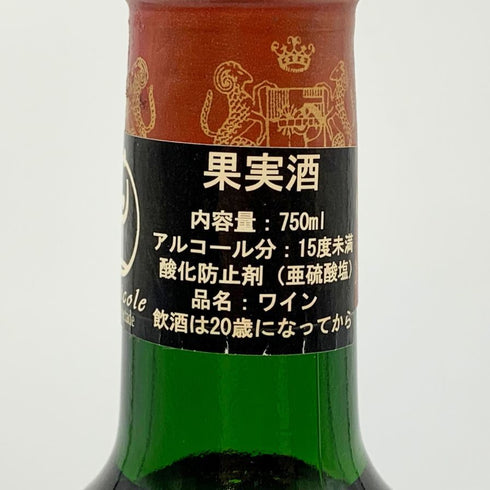 果実酒
内容量：750ml
アルコール分：15度未満
酸化防止剤（亜硫酸塩）
品名：ワイン
飲酒は20歳になってから
cole